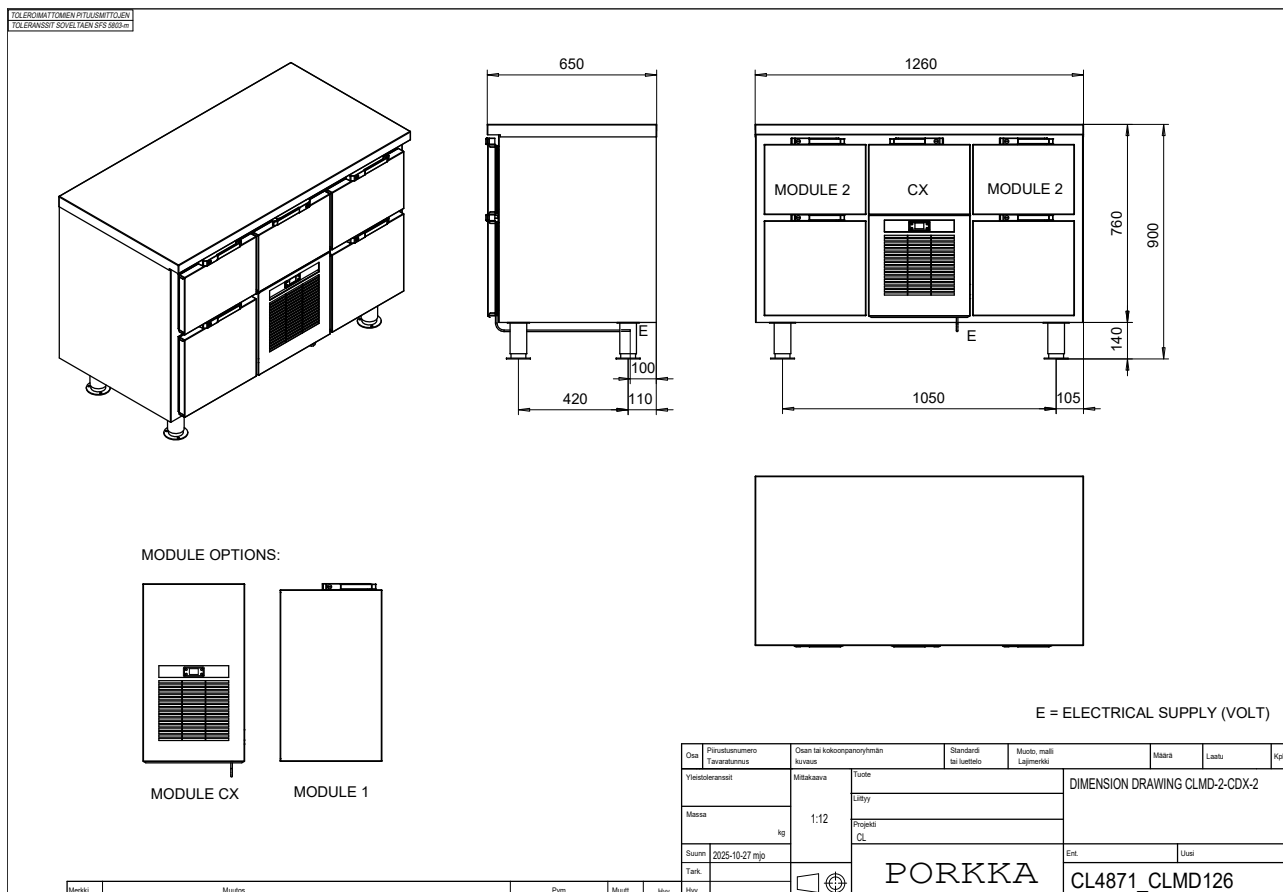 TOLEROIMATTOMIEN PITUUSMITTOJEN
TOLERANSSIT SOVELTAEN SFS 5803-m
650
1260
MODULE 2
CX
MODULE 2
760
900
E
E
140
100
420
110
1050
105
MODULE OPTIONS:
MODULE CX
MODULE 1
E = ELECTRICAL SUPPLY (VOLT)
Osa
Piirustusnumero
Tavaratunnus
Osan tai kokoonpanoryhmän
kuvaus
Standardi
tai luettelo
Muoto, malli
Lajimerkki
Määrä
Laatu
Kpl
Yleistoleranssit
Mittakaava
Tuote
DIMENSION DRAWING CLMD-2-CDX-2
Liittyy
Massa
kg
1:12
Projekti
CL
Suunn
2025-10-27 mjo
Ent.
Uusi
Tark.
PORKKA
CL4871_CLMD126
Merkki
Muutos
Pvm
Muutt
Hyv
Hyv.